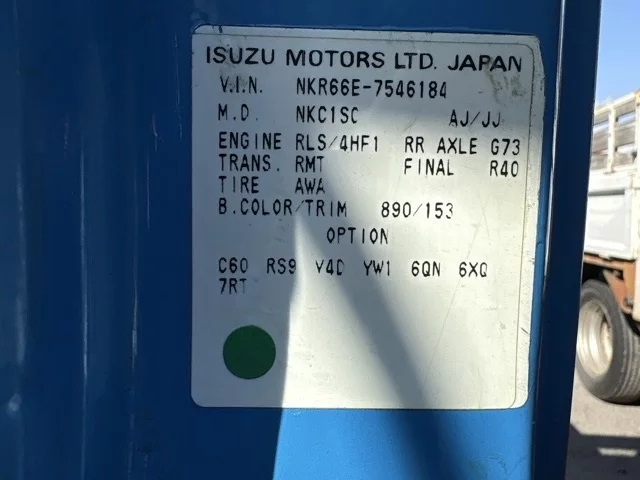 ISUZU MOTORS LTD. JAPAN
V.I.N. NKR66E-7546184
M.D. NKC1SC AJ/JJ
ENGINE RLS/4HF1 RR AXLE G73
TRANS. RMT FINAL R40
TIRE AWA
B.COLOR/TRIM 890/153
OPTION
C60 RS9 V4D YW1 6QN 6XQ
7RT